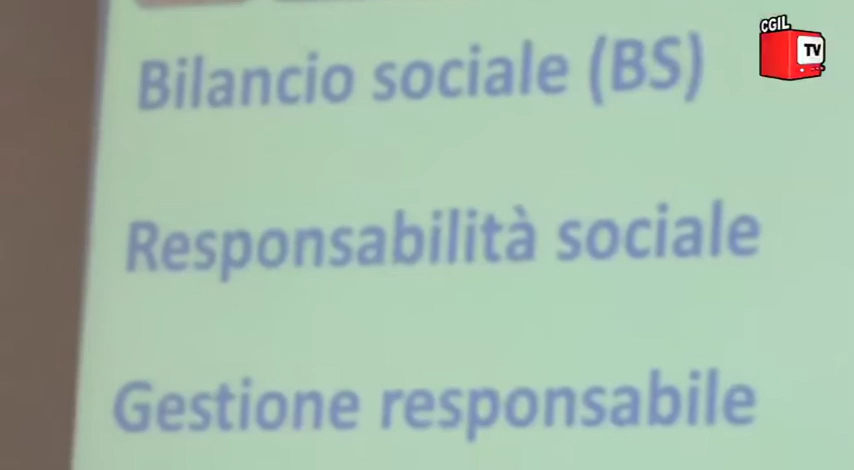 CGIL
TV
Bilancio sociale (BS)
Responsabilità sociale
Gestione responsabile